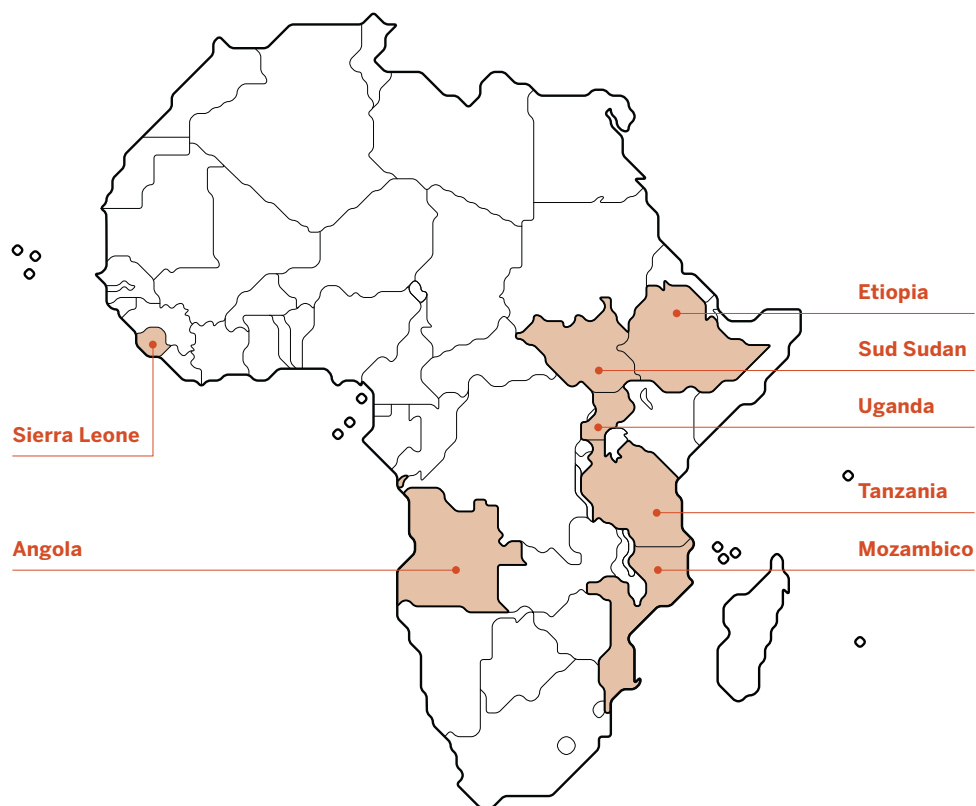 Etiopia
Sud Sudan
Uganda
Sierra Leone
Tanzania
Angola
Mozambico